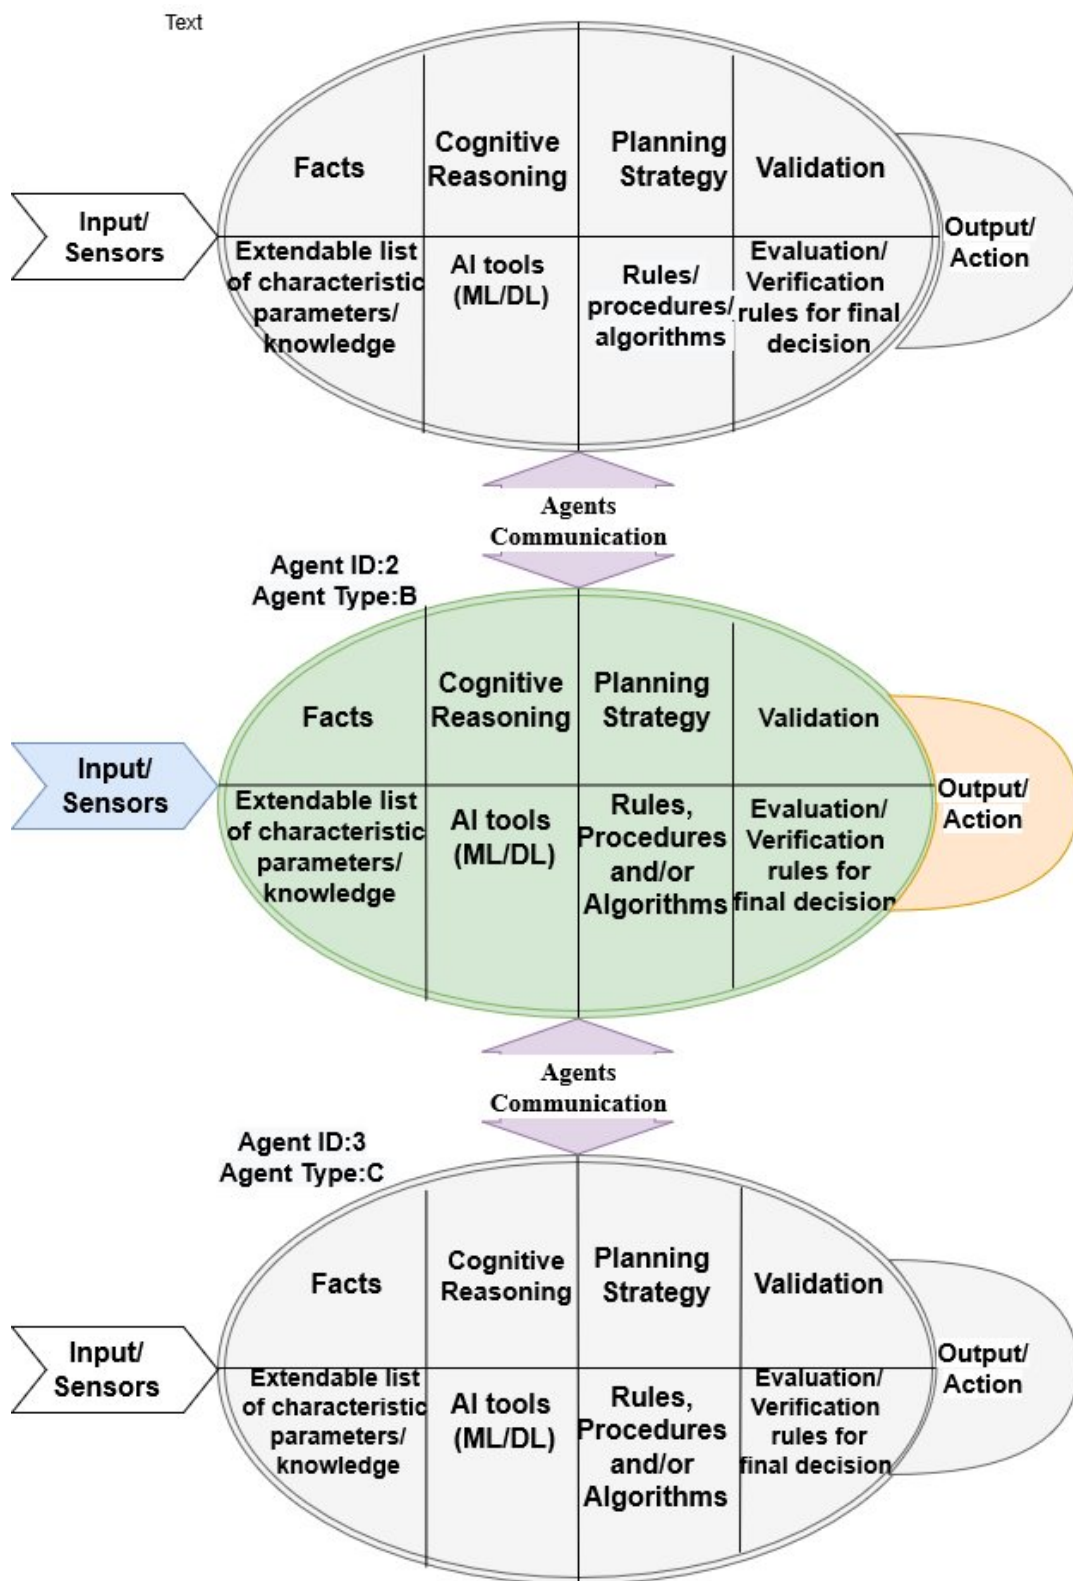 Text
Facts
Cognitive
Reasoning
Planning
Strategy
Validation
Input/
Sensors
Extendable list
of characteristic
parameters/
knowledge
AI tools
(ML/DL)
Rules/
procedures/
algorithms
Evaluation/
Verification
rules for final
decision
Output/
Action
Agents
Communication
Agent ID:2
Agent Type:B
Facts
Cognitive
Reasoning
Planning
Strategy
Validation
Input/
Sensors
Extendable list
of characteristic
parameters/
knowledge
AI tools
(ML/DL)
Rules,
Procedures
and/or
Algorithms
Evaluation/
Verification
rules for
final decision
Output/
Action
Agents
Communication
Agent ID:3
Agent Type:C
Facts
Cognitive
Reasoning
Planning
Strategy
Validation
Input/
Sensors
Extendable list
of characteristic
parameters/
knowledge
AI tools
(ML/DL)
Rules,
Procedures
and/or
Algorithms
Evaluation/
Verification
rules for
final decision
Output/
Action